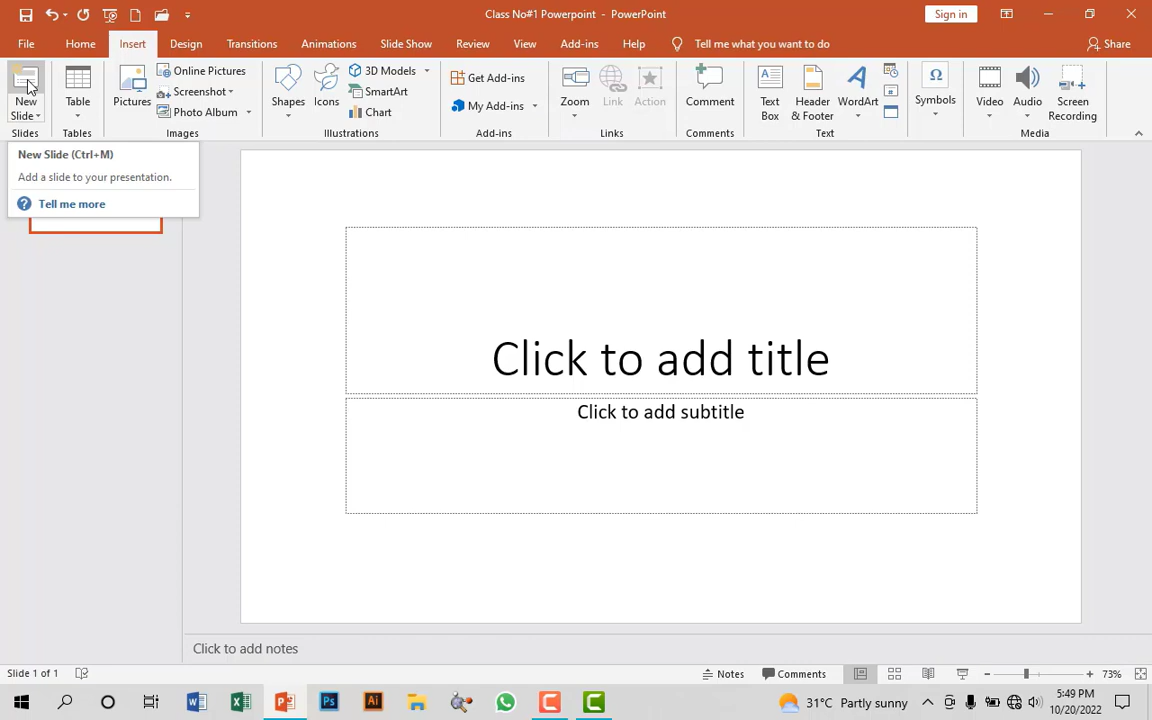 Class No#1 Powerpoint - PowerPoint
Sign in
File Home Insert Design Transitions Animations Slide Show Review View Add-ins Help Tell me what you want to do Share
New Slide
Slides
Table
Tables
Pictures
Online Pictures
Screenshot
Photo Album
Images
Shapes
Icons
3D Models
SmartArt
Chart
Illustrations
Get Add-ins
My Add-ins
Add-ins
Zoom
Link
Action
Links
Comment
Comments
Text Box
Header & Footer
WordArt
Text
Symbols
Video
Audio
Screen Recording
Media
New Slide (Ctrl+M)
Add a slide to your presentation.
Tell me more
Click to add title
Click to add subtitle
Click to add notes
Slide 1 of 1
Notes
Comments
73%
31°C Partly sunny
5:49 PM
10/20/2022